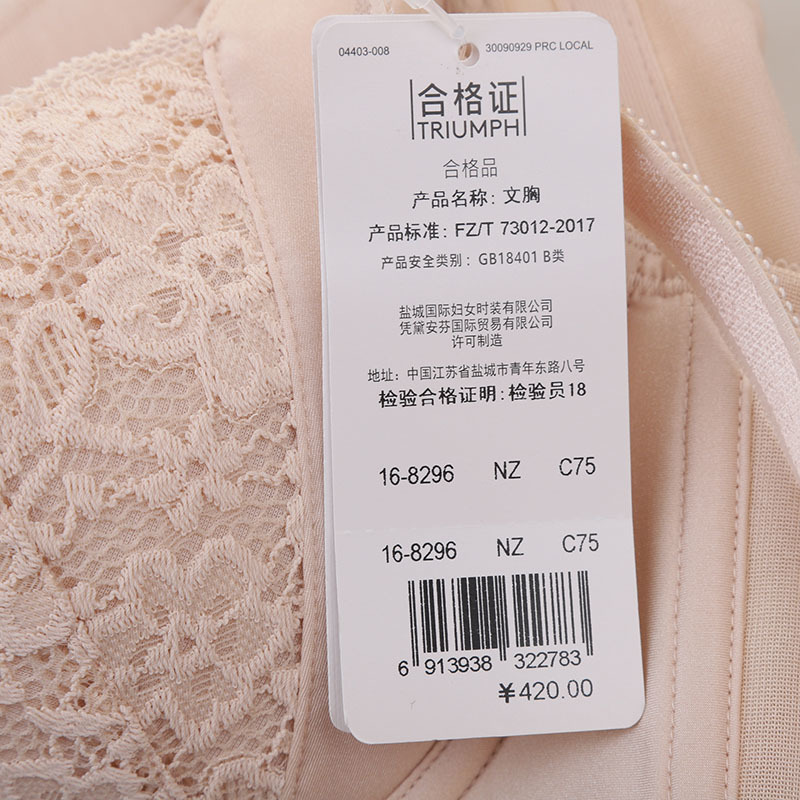 04403-008 30090929 PRC LOCAL
合格证
TRIUMPH
合格品
产品名称：文胸
产品标准：FZ/T 73012-2017
产品安全类别：GB18401 B类
盐城国际妇女时装有限公司
凭黛安芬国际贸易有限公司
许可制造
地址：中国江苏省盐城市青年东路八号
检验合格证明：检验员18
16-8296 NZ C75
16-8296 NZ C75
6 913938 322783
¥420.00